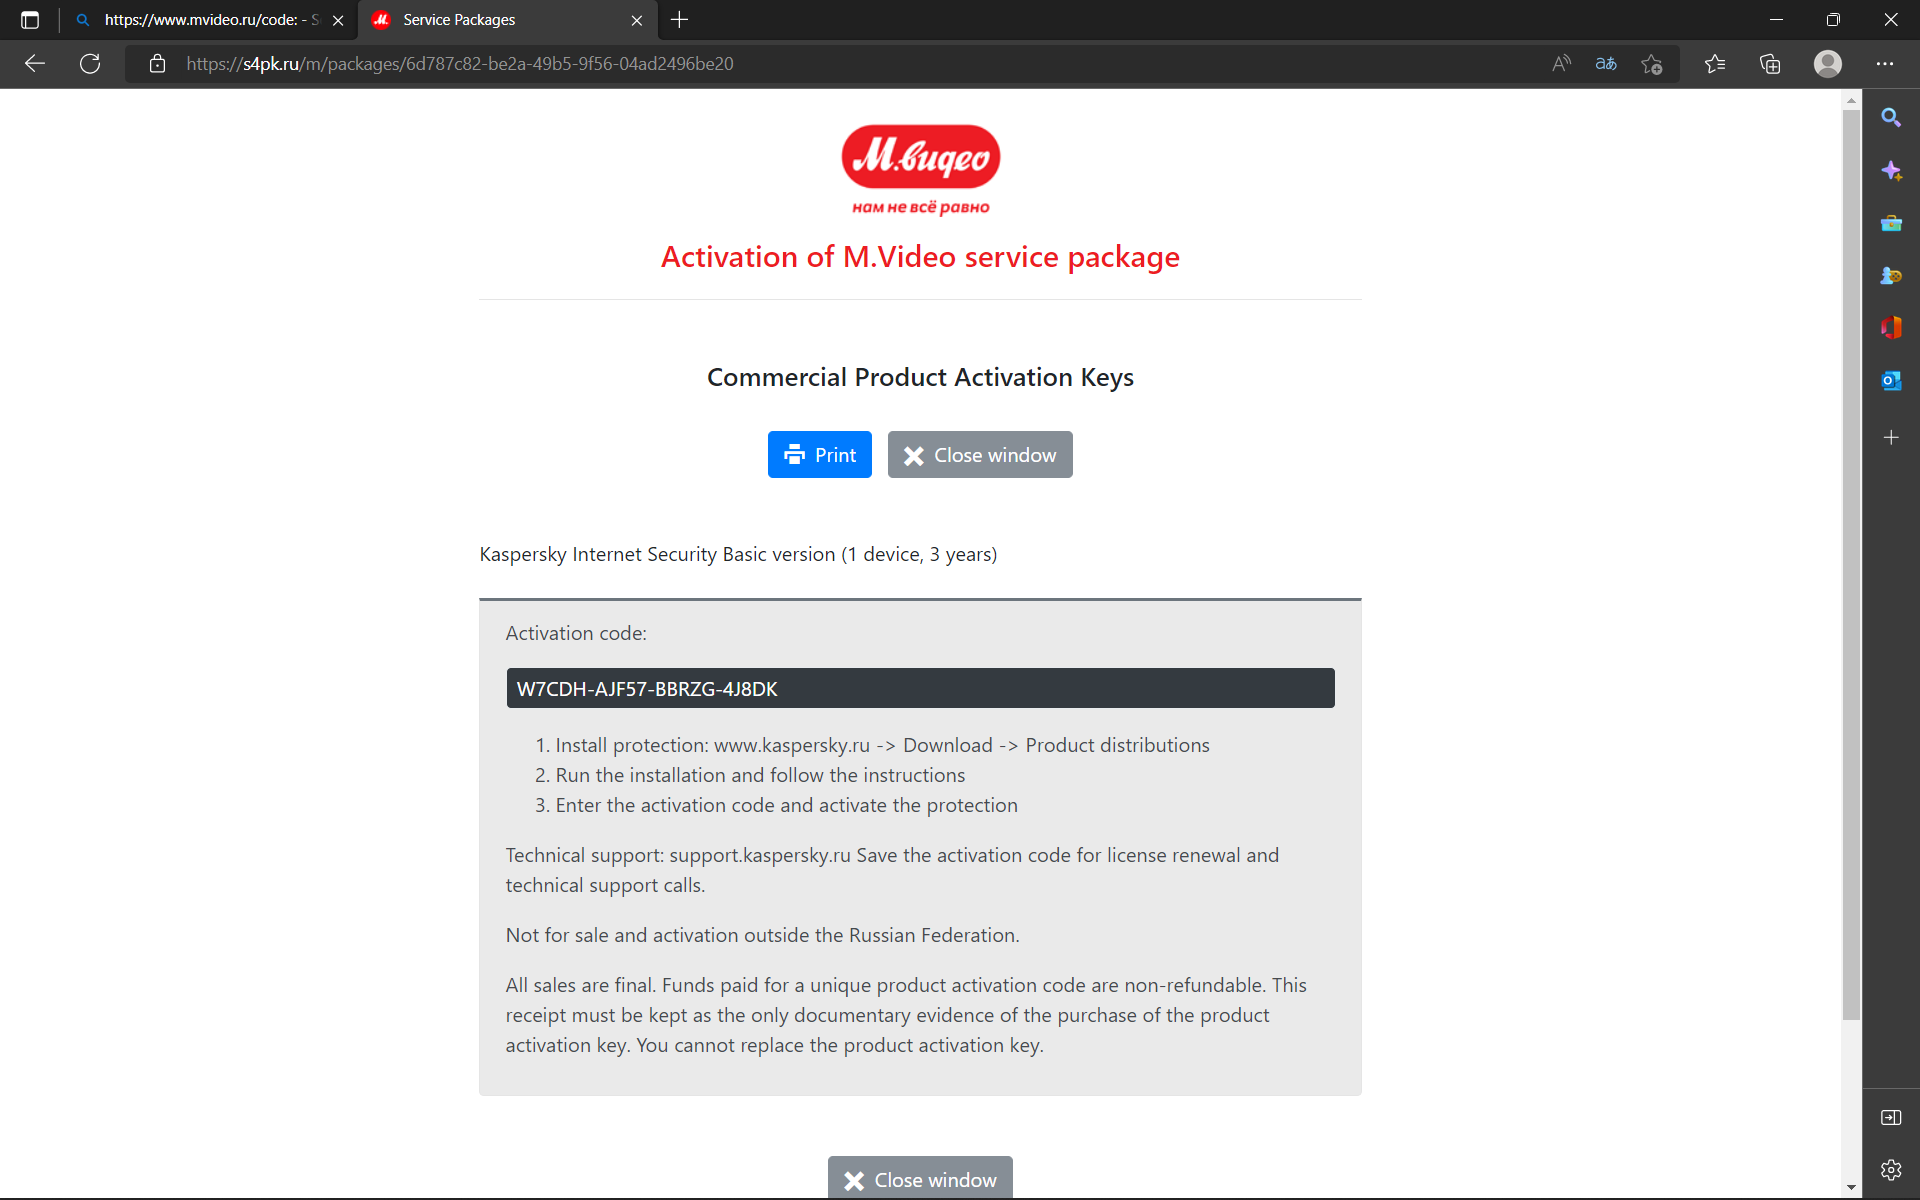 https://www.mvideo.ru/code: - S
Service Packages
https://s4pk.ru/m/packages/6d787c82-be2a-49b5-9f56-04ad2496be20
М.видео
нам не всё равно
Activation of M.Video service package
Commercial Product Activation Keys
Print
Close window
Kaspersky Internet Security Basic version (1 device, 3 years)
Activation code:
W7CDH-AJF57-BBRZG-4J8DK
1. Install protection: www.kaspersky.ru -> Download -> Product distributions
2. Run the installation and follow the instructions
3. Enter the activation code and activate the protection
Technical support: support.kaspersky.ru Save the activation code for license renewal and
technical support calls.
Not for sale and activation outside the Russian Federation.
All sales are final. Funds paid for a unique product activation code are non-refundable. This
receipt must be kept as the only documentary evidence of the purchase of the product
activation key. You cannot replace the product activation key.
Close window